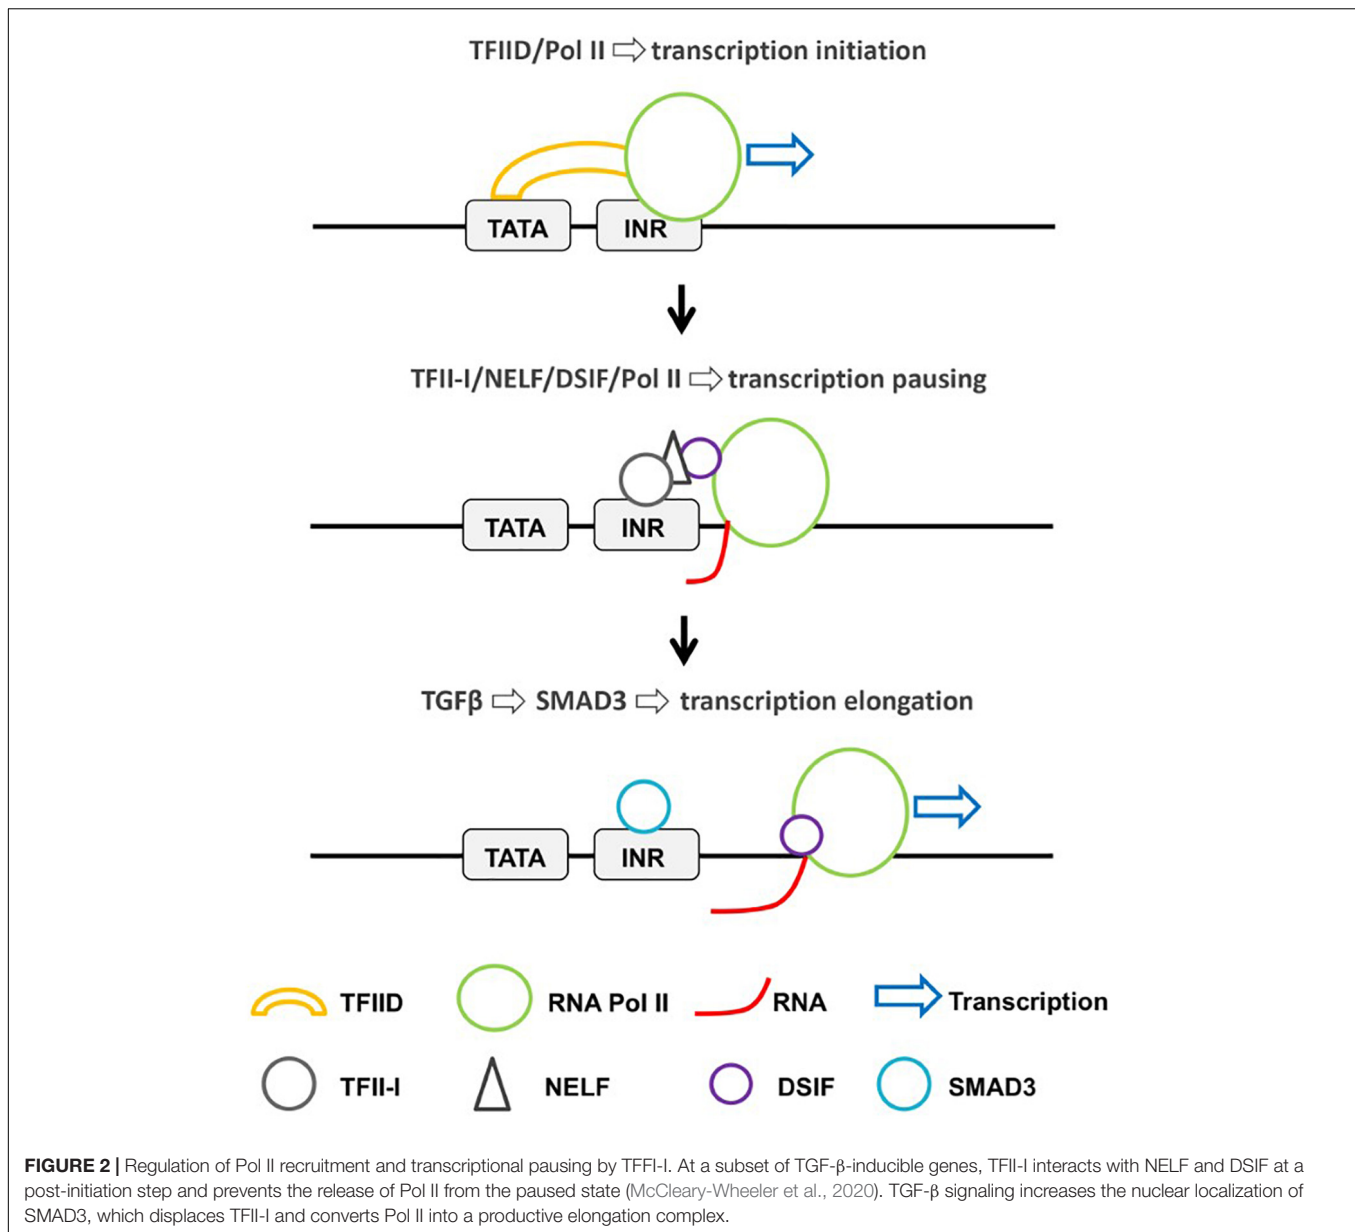 TFIID/Pol II ⇨ transcription initiation
TATA INR
TFII-I/NELF/DSIF/Pol II ⇨ transcription pausing
TATA INR
TGFβ ⇨ SMAD3 ⇨ transcription elongation
TATA INR
TFIID RNA Pol II RNA Transcription
TFII-I NELF DSIF SMAD3
FIGURE 2 | Regulation of Pol II recruitment and transcriptional pausing by TFFI-I. At a subset of TGF-β-inducible genes, TFII-I interacts with NELF and DSIF at a
post-initiation step and prevents the release of Pol II from the paused state (McCleary-Wheeler et al., 2020). TGF-β signaling increases the nuclear localization of
SMAD3, which displaces TFII-I and converts Pol II into a productive elongation complex.